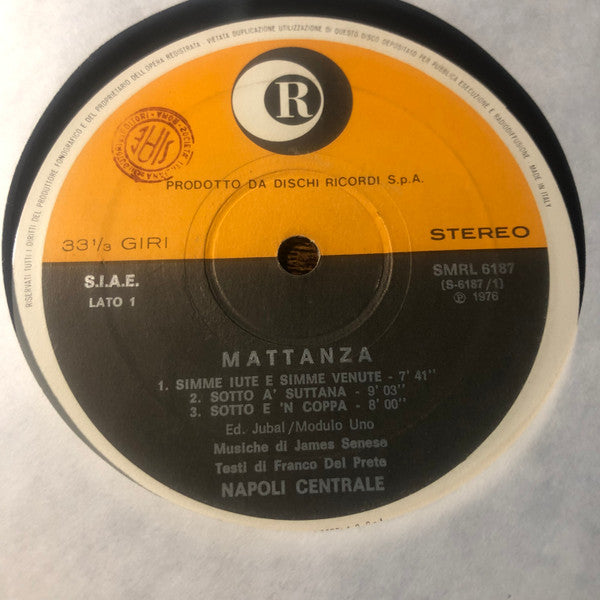 RISERVATI TUTTI I DIRITTI DEL PRODUTTORE FONOGRAFICO E DEL PROPRIETARIO DELL'OPERA REGISTRATA - VIETATA DUPLICAZIONE UTILIZZAZIONE DI QUESTO DISCO DEPOSITATO PER PUBBLICA ESECUZIONE E RADIODIFFUSIONE. - MADE IN ITALY
R
SIAE
PRODOTTO DA DISCHI RICORDI S.p.A.
33 1/3 GIRI
STEREO
S.I.A.E.
SMRL 6187
LATO 1
(S-6187/1)
℗ 1976
MATTANZA
1. SIMME IUTE E SIMME VENUTE - 7' 41"
2. SOTTO A' SUTTANA - 9' 03"
3. SOTTO E 'N COPPA - 8' 00"
Ed. Jubal/Modulo Uno
Musiche di James Senese
Testi di Franco Del Prete
NAPOLI CENTRALE